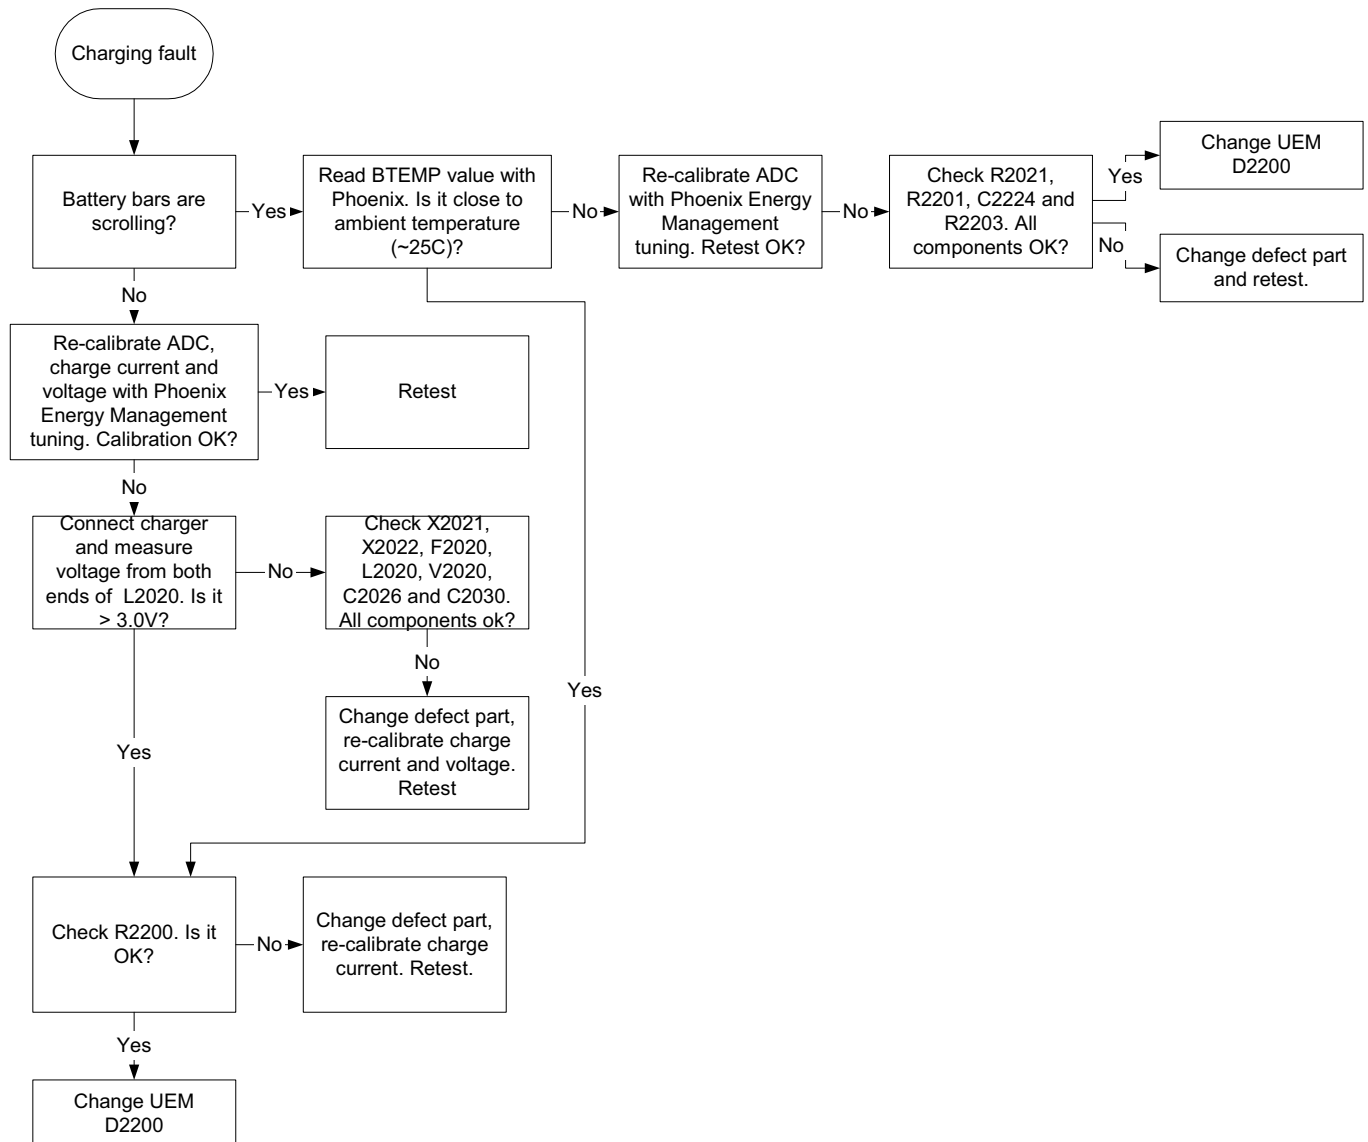 Charging fault
Battery bars are
scrolling?
Yes
Read BTEMP value with
Phoenix. Is it close to
ambient temperature
(~25C)?
No
Re-calibrate ADC
with Phoenix Energy
Management
tuning. Retest OK?
No
Check R2021,
R2201, C2224 and
R2203. All
components OK?
Yes
Change UEM
D2200
No
Change defect part
and retest.
No
Re-calibrate ADC,
charge current and
voltage with Phoenix
Energy Management
tuning. Calibration OK?
Yes
Retest
No
Connect charger
and measure
voltage from both
ends of L2020. Is it
> 3.0V?
No
Check X2021,
X2022, F2020,
L2020, V2020,
C2026 and C2030.
All components ok?
No
Change defect part,
re-calibrate charge
current and voltage.
Retest
Yes
Yes
Check R2200. Is it
OK?
No
Change defect part,
re-calibrate charge
current. Retest.
Yes
Change UEM
D2200